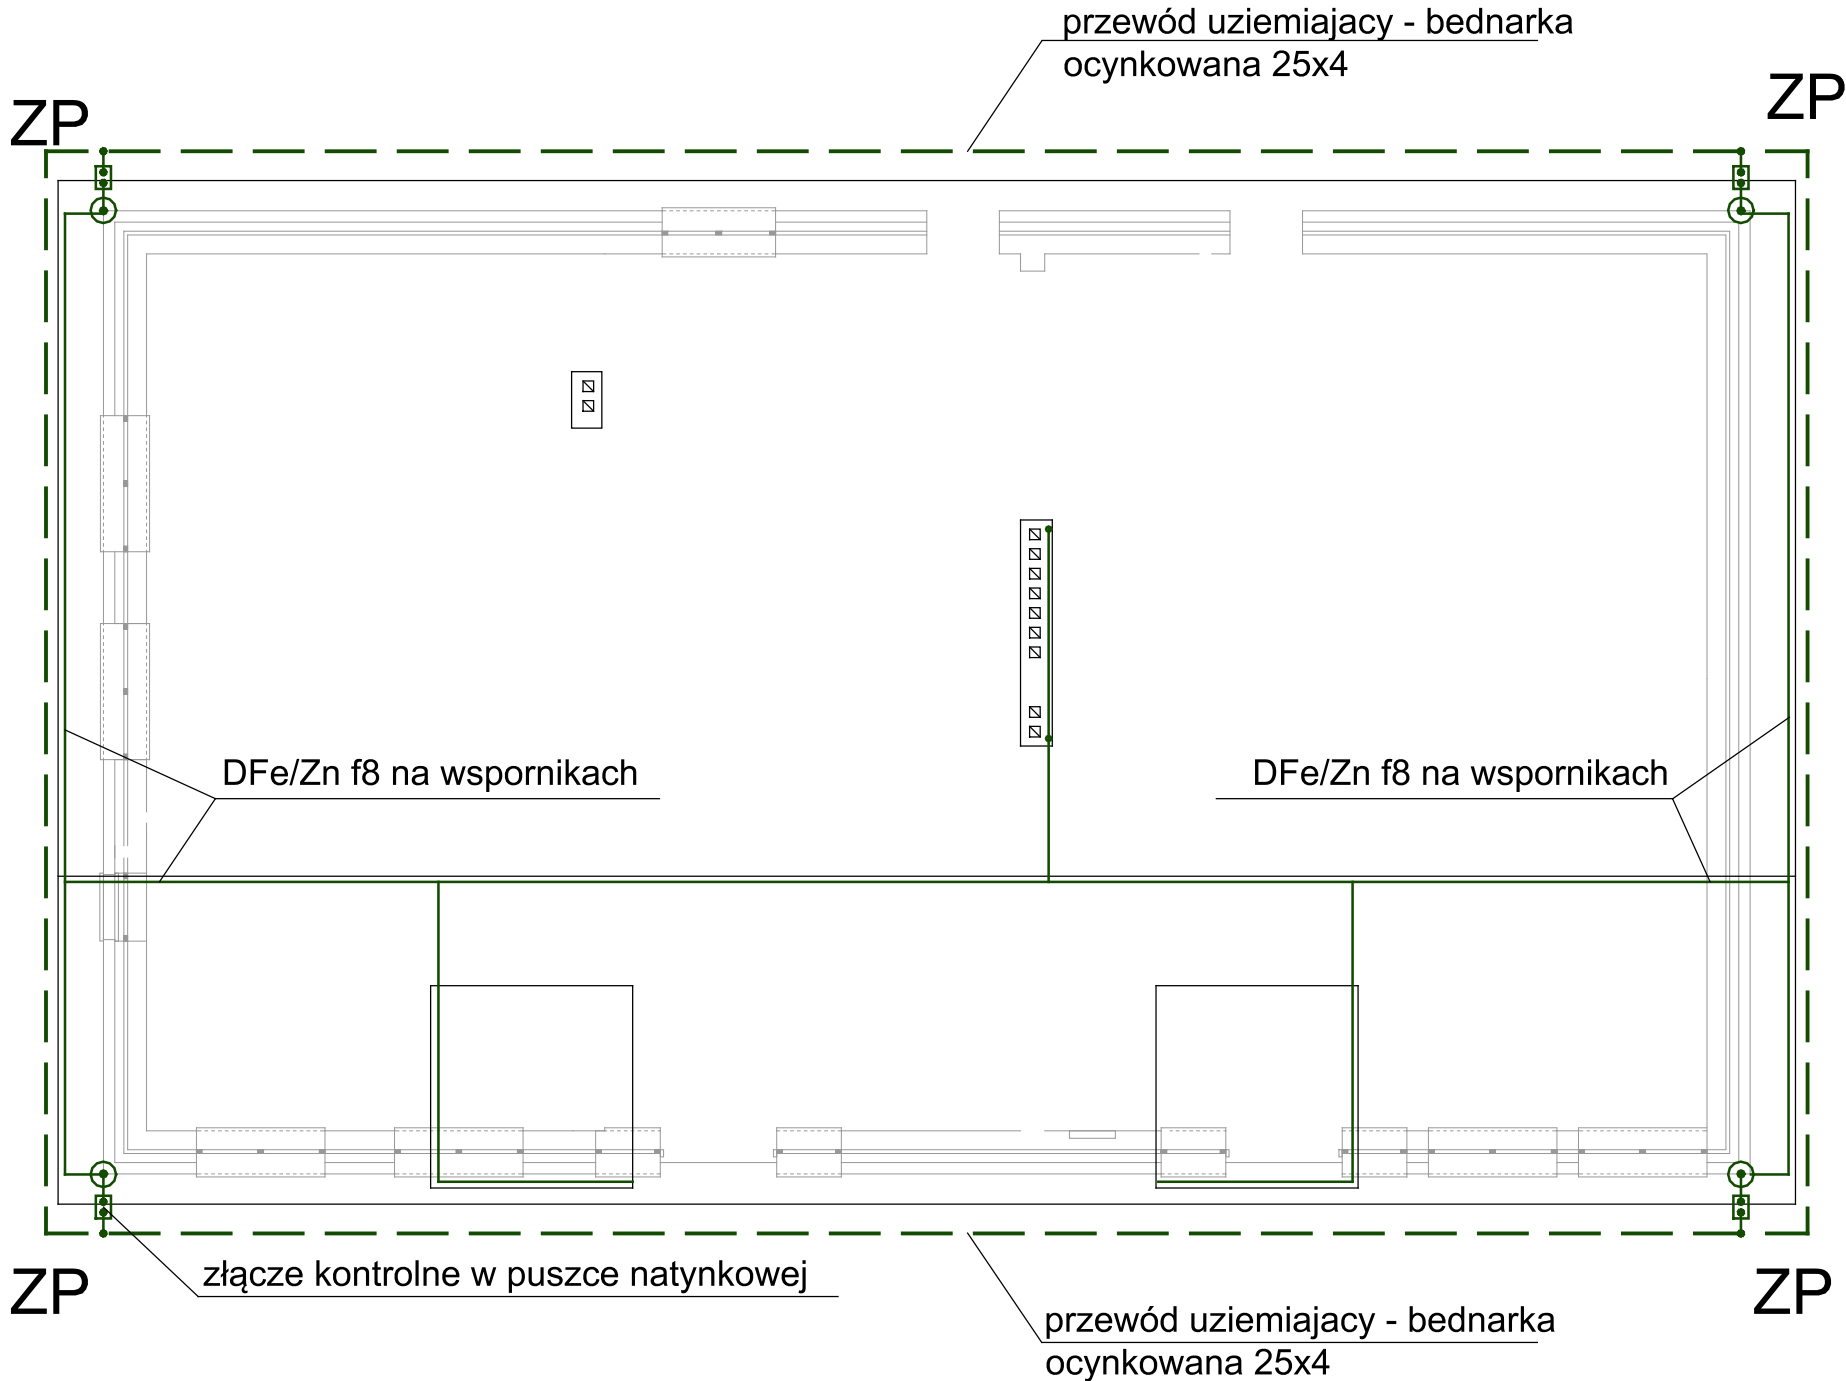 przewód uziemiajacy - bednarka
ocynkowana 25x4
ZP
ZP
DFe/Zn f8 na wspornikach
DFe/Zn f8 na wspornikach
złącze kontrolne w puszce natynkowej
ZP
ZP
przewód uziemiajacy - bednarka
ocynkowana 25x4